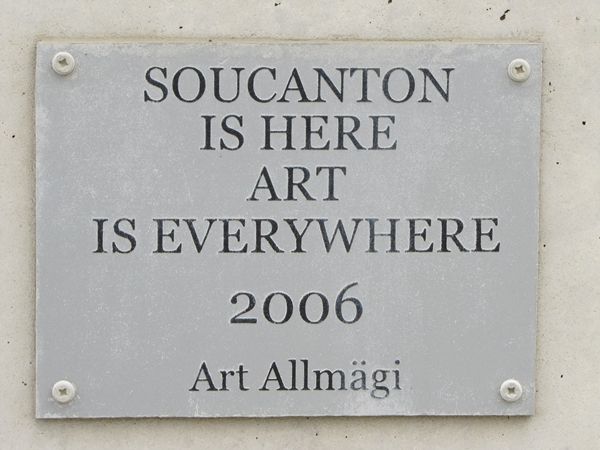 SOUCANTON
IS HERE
ART
IS EVERYWHERE
2006
Art Allmägi